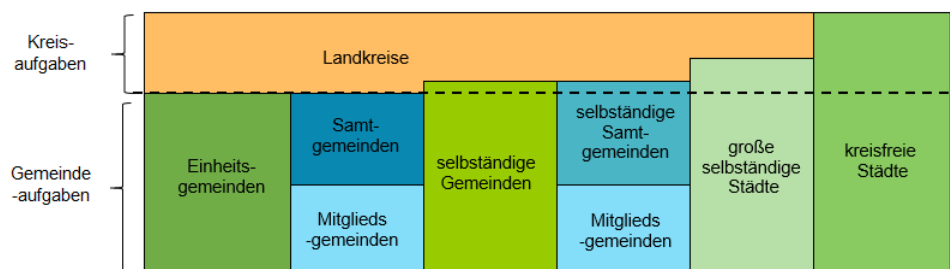 Kreis-
aufgaben
Landkreise
Gemeinde
-aufgaben
Einheits-
gemeinden
Samt-
gemeinden
Mitglieds
-gemeinden
selbständige
Gemeinden
selbständige
Samt-
gemeinden
Mitglieds
-gemeinden
große
selbständige
Städte
kreisfreie
Städte